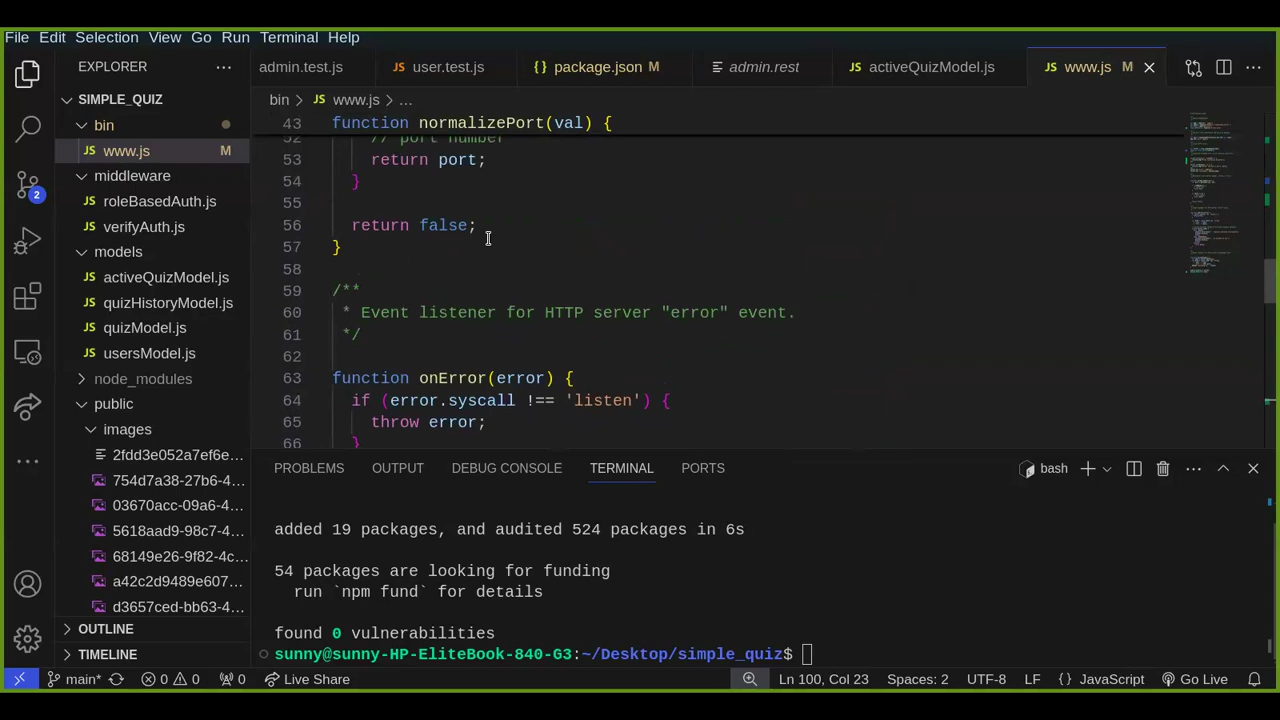 File Edit Selection View Go Run Terminal Help
EXPLORER
admin.test.js
user.test.js
package.json M
admin.rest
activeQuizModel.js
www.js M
SIMPLE_QUIZ
bin
www.js M
middleware
roleBasedAuth.js
verifyAuth.js
models
activeQuizModel.js
quizHistoryModel.js
quizModel.js
usersModel.js
node_modules
public
images
2fdd3e052a7ef6e...
754d7a38-27b6-4...
03670acc-09a6-4...
5618aad9-98c7-4...
68149e26-9f82-4c...
a42c2d9489e607...
d3657ced-bb63-4...
OUTLINE
TIMELINE
2
bin > JS www.js > ...
43 function normalizePort(val) {
52 // port number
53 return port;
54 }
55
56 return false;
57 }
58
59 /**
60 * Event listener for HTTP server "error" event.
61 */
62
63 function onError(error) {
64 if (error.syscall !== 'listen') {
65 throw error;
66 }
PROBLEMS OUTPUT DEBUG CONSOLE TERMINAL PORTS
bash
added 19 packages, and audited 524 packages in 6s
54 packages are looking for funding
run `npm fund` for details
found 0 vulnerabilities
sunny@sunny-HP-EliteBook-840-G3:~/Desktop/simple_quiz$
main* 0 0 0 Live Share Ln 100, Col 23 Spaces: 2 UTF-8 LF {} JavaScript Go Live